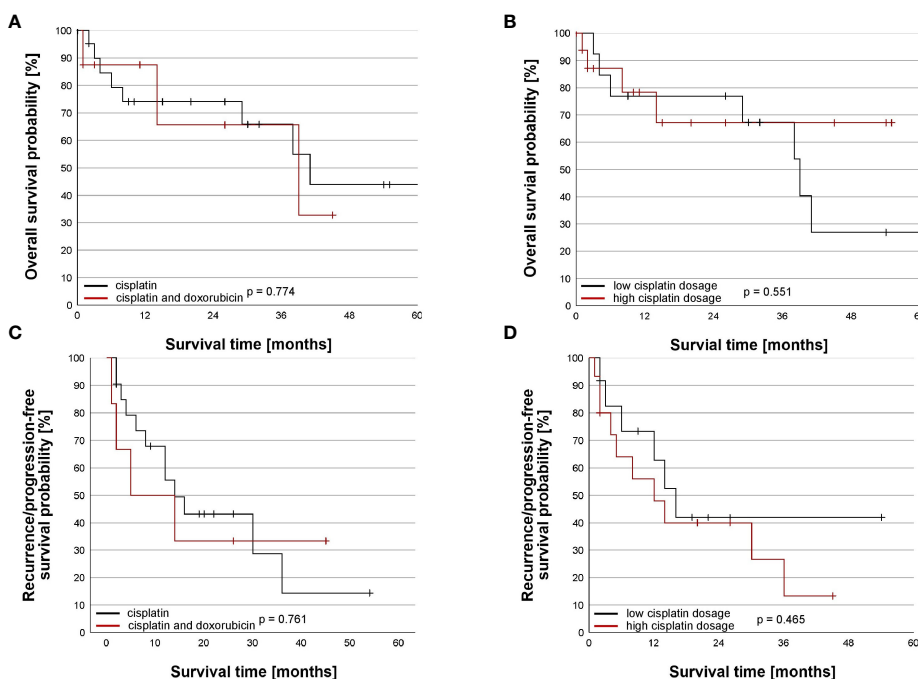 A
Overall survival probability [%]
100
90
80
70
60
50
40
30
20
10
0
cisplatin
cisplatin and doxorubicin
p = 0.774
0 12 24 36 48 60
Survival time [months]
B
Overall survial probability [%]
100
90
80
70
60
50
40
30
20
10
0
low cisplatin dosage
high cisplatin dosage
p = 0.551
0 12 24 36 48 60
Survial time [months]
C
Recurrence/progression-free
survival probability [%]
100
90
80
70
60
50
40
30
20
10
0
cisplatin
cisplatin and doxorubicin
p = 0.761
0 10 20 30 40 50 60
Survival time [months]
D
Recurrence/progression-free
survival probability [%]
100
90
80
70
60
50
40
30
20
10
0
low cisplatin dosage
high cisplatin dosage
p = 0.465
0 12 24 36 48 60
Survival time [months]